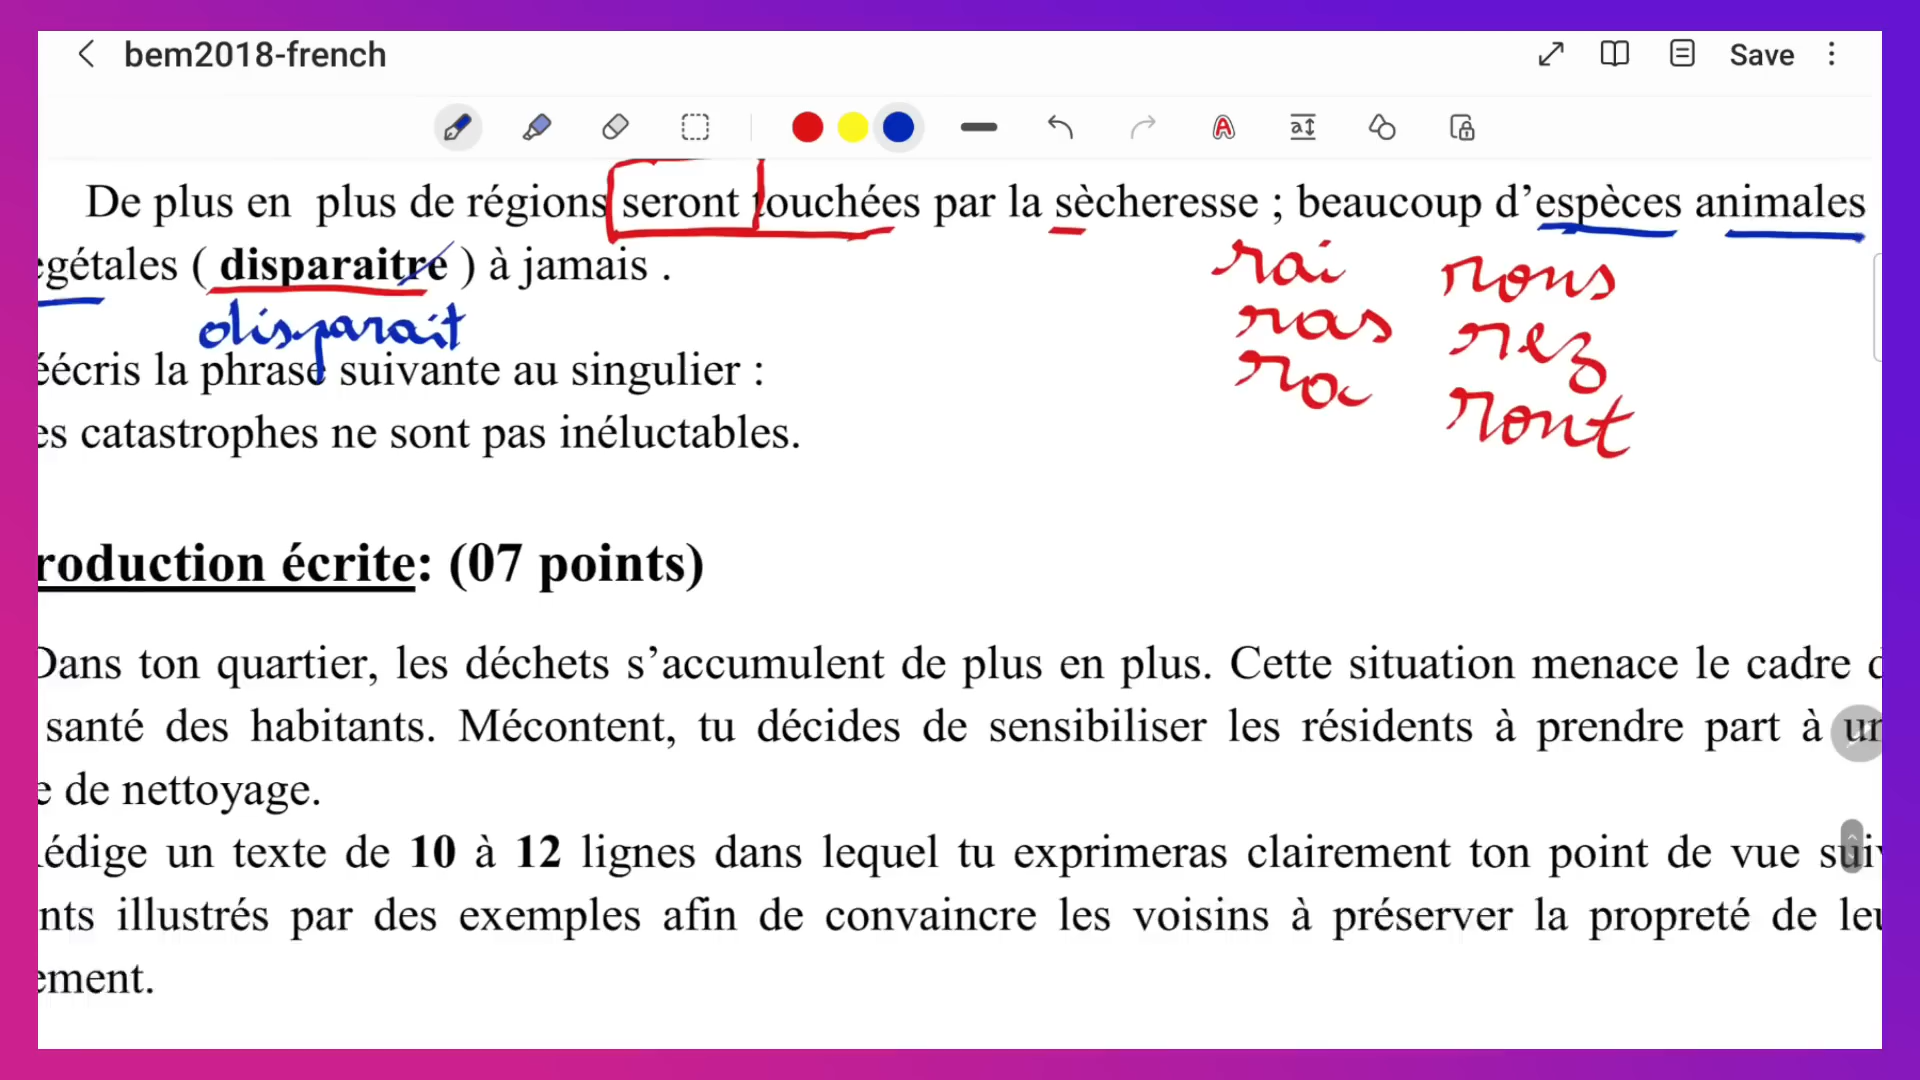 bem2018-french
Save
De plus en plus de régions seront touchées par la sècheresse ; beaucoup d’espèces animales
égétales ( disparaitre ) à jamais .
rai rons
ras rez
ra ront
disparait
éécris la phrase suivante au singulier :
es catastrophes ne sont pas inéluctables.
roduction écrite: (07 points)
Dans ton quartier, les déchets s’accumulent de plus en plus. Cette situation menace le cadre d
santé des habitants. Mécontent, tu décides de sensibiliser les résidents à prendre part à un
e de nettoyage.
édige un texte de 10 à 12 lignes dans lequel tu exprimeras clairement ton point de vue suiv
nts illustrés par des exemples afin de convaincre les voisins à préserver la propreté de leu
ement.